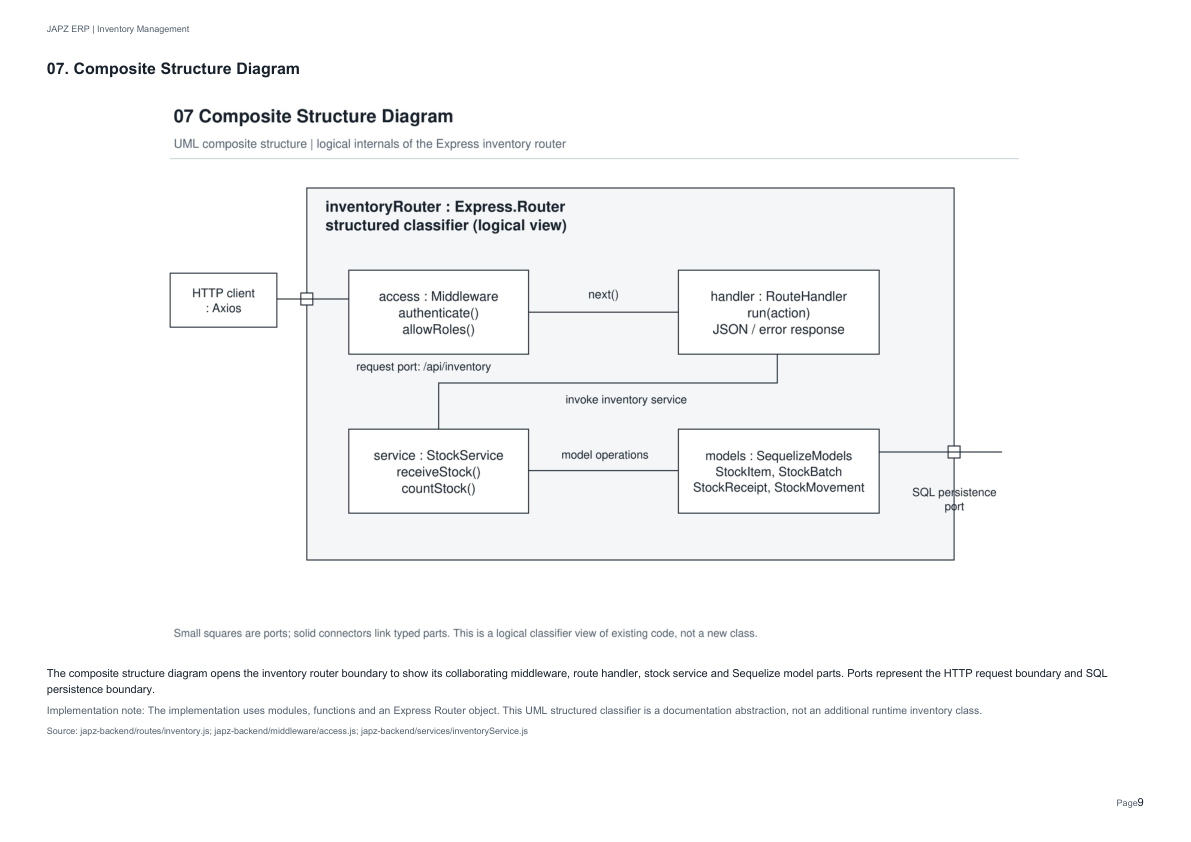 JAPZ ERP | Inventory Management
07. Composite Structure Diagram
07 Composite Structure Diagram
UML composite structure | logical internals of the Express inventory router
inventoryRouter : Express.Router
structured classifier (logical view)
HTTP client
: Axios
access : Middleware
authenticate()
allowRoles()
next()
handler : RouteHandler
run(action)
JSON / error response
request port: /api/inventory
invoke inventory service
service : StockService
receiveStock()
countStock()
model operations
models : SequelizeModels
StockItem, StockBatch
StockReceipt, StockMovement
SQL persistence
port
Small squares are ports; solid connectors link typed parts. This is a logical classifier view of existing code, not a new class.
The composite structure diagram opens the inventory router boundary to show its collaborating middleware, route handler, stock service and Sequelize model parts. Ports represent the HTTP request boundary and SQL
persistence boundary.
Implementation note: The implementation uses modules, functions and an Express Router object. This UML structured classifier is a documentation abstraction, not an additional runtime inventory class.
Source: japz-backend/routes/inventory.js; japz-backend/middleware/access.js; japz-backend/services/inventoryService.js
Page9